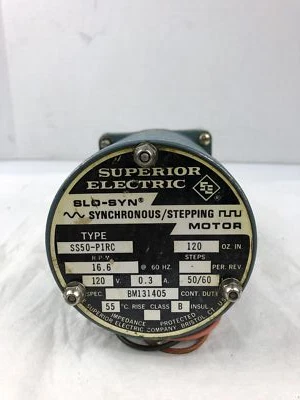 SUPERIOR
ELECTRIC
SLO-SYN®
SYNCHRONOUS/STEPPING
MOTOR
TYPE
SS50-P1RC 120 OZ. IN.
R.P.M. STEPS
16.6 @ 60 HZ. - PER. REV.
120 V. 0.3 A. 50/60
SPEC. BM131405 CONT. DUTY
55 °C. RISE CLASS B INSUL.
IMPEDANCE PROTECTED
SUPERIOR ELECTRIC COMPANY, BRISTOL, CT.